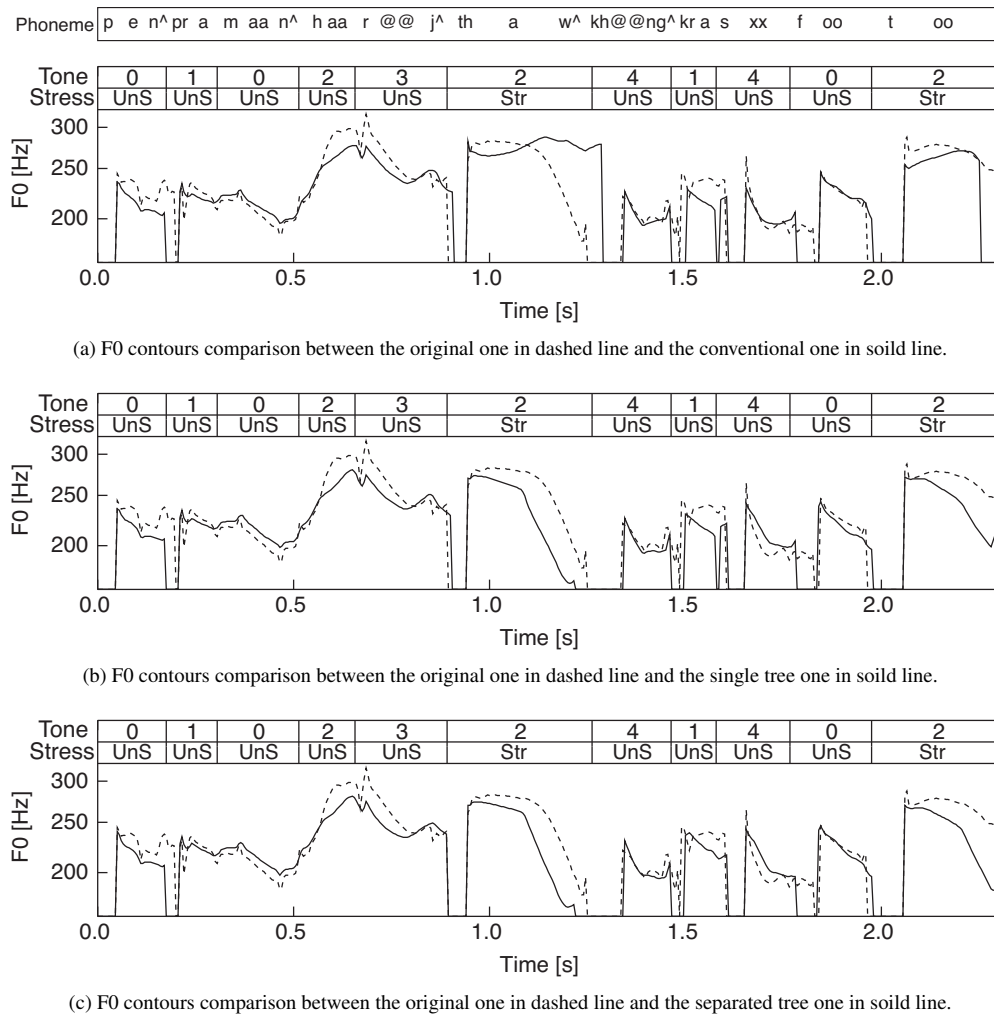 Phoneme p e n^ pr a m aa n^ h aa r @@ j^ th a w^ kh@@ng^ kr a s xx f oo t oo
Tone 0 1 0 2 3 2 4 1 4 0 2
Stress UnS UnS UnS UnS UnS Str UnS UnS UnS UnS Str
300
250
200
F0 [Hz]
0.0 0.5 1.0 1.5 2.0
Time [s]
(a) F0 contours comparison between the original one in dashed line and the conventional one in soild line.
Tone 0 1 0 2 3 2 4 1 4 0 2
Stress UnS UnS UnS UnS UnS Str UnS UnS UnS UnS Str
300
250
200
F0 [Hz]
0.0 0.5 1.0 1.5 2.0
Time [s]
(b) F0 contours comparison between the original one in dashed line and the single tree one in soild line.
Tone 0 1 0 2 3 2 4 1 4 0 2
Stress UnS UnS UnS UnS UnS Str UnS UnS UnS UnS Str
300
250
200
F0 [Hz]
0.0 0.5 1.0 1.5 2.0
Time [s]
(c) F0 contours comparison between the original one in dashed line and the separated tree one in soild line.